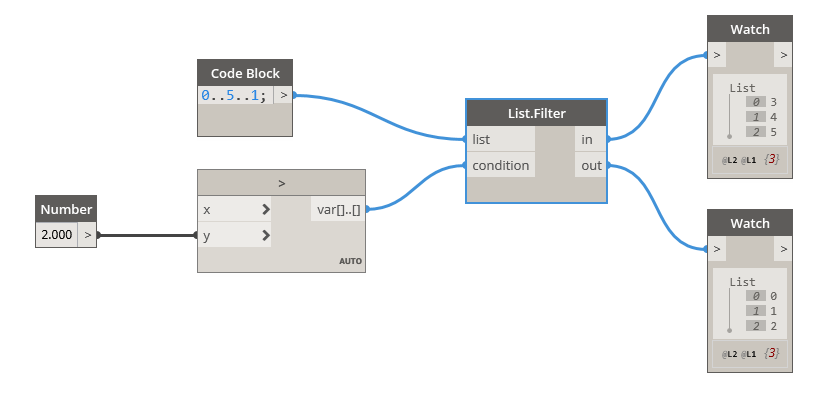 Code Block
0..5..1; >
Number
2.000 >
>
x
y
var[]..[]
AUTO
List.Filter
list in
condition out
Watch
> >
List
0 3
1 4
2 5
@L2 @L1 {3}
Watch
> >
List
0 0
1 1
2 2
@L2 @L1 {3}